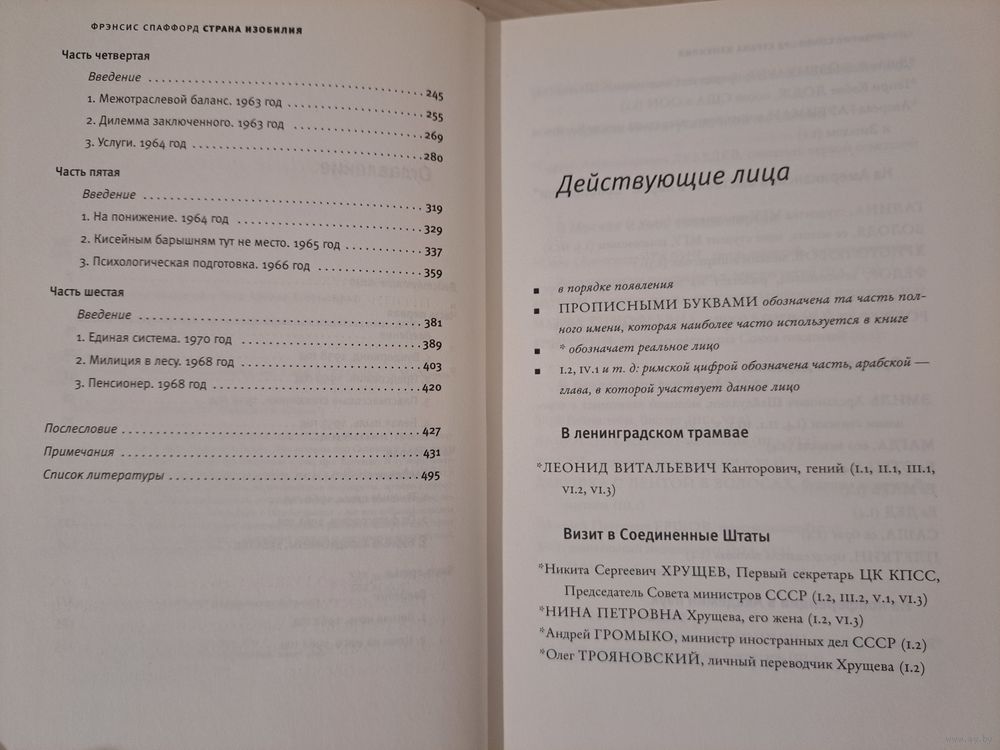 ФРЭНСИС СПАФФОРД СТРАНА ИЗОБИЛИЯ
Часть четвертая
Введение 245
1. Межотраслевой баланс. 1963 год 255
2. Дилемма заключенного. 1963 год 269
3. Услуги. 1964 год 280
Часть пятая
Введение 319
1. На понижение. 1964 год 329
2. Кисейным барышням тут не место. 1965 год 337
3. Психологическая подготовка. 1966 год 359
Часть шестая
Введение 381
1. Единая система. 1970 год 389
2. Милиция в лесу. 1968 год 403
3. Пенсионер. 1968 год 420
Послесловие 427
Примечания 431
Список литературы 495
Действующие лица
▪ в порядке появления
▪ ПРОПИСНЫМИ БУКВАМИ обозначена та часть пол-
ного имени, которая наиболее часто используется в книге
▪ * обозначает реальное лицо
▪ I.2, IV.1 и т. д: римской цифрой обозначена часть, арабской —
глава, в которой участвует данное лицо
В ленинградском трамвае
*ЛЕОНИД ВИТАЛЬЕВИЧ Канторович, гений (I.1, II.1, III.1,
VI.2, VI.3)
Визит в Соединенные Штаты
*Никита Сергеевич ХРУЩЕВ, Первый секретарь ЦК КПСС,
Председатель Совета министров СССР (I.2, III.2, V.1, VI.3)
*НИНА ПЕТРОВНА Хрущева, его жена (I.2, VI.3)
*Андрей ГРОМЫКО, министр иностранных дел СССР (I.2)
*Олег ТРОЯНОВСКИЙ, личный переводчик Хрущева (I.2)
www.ay.by